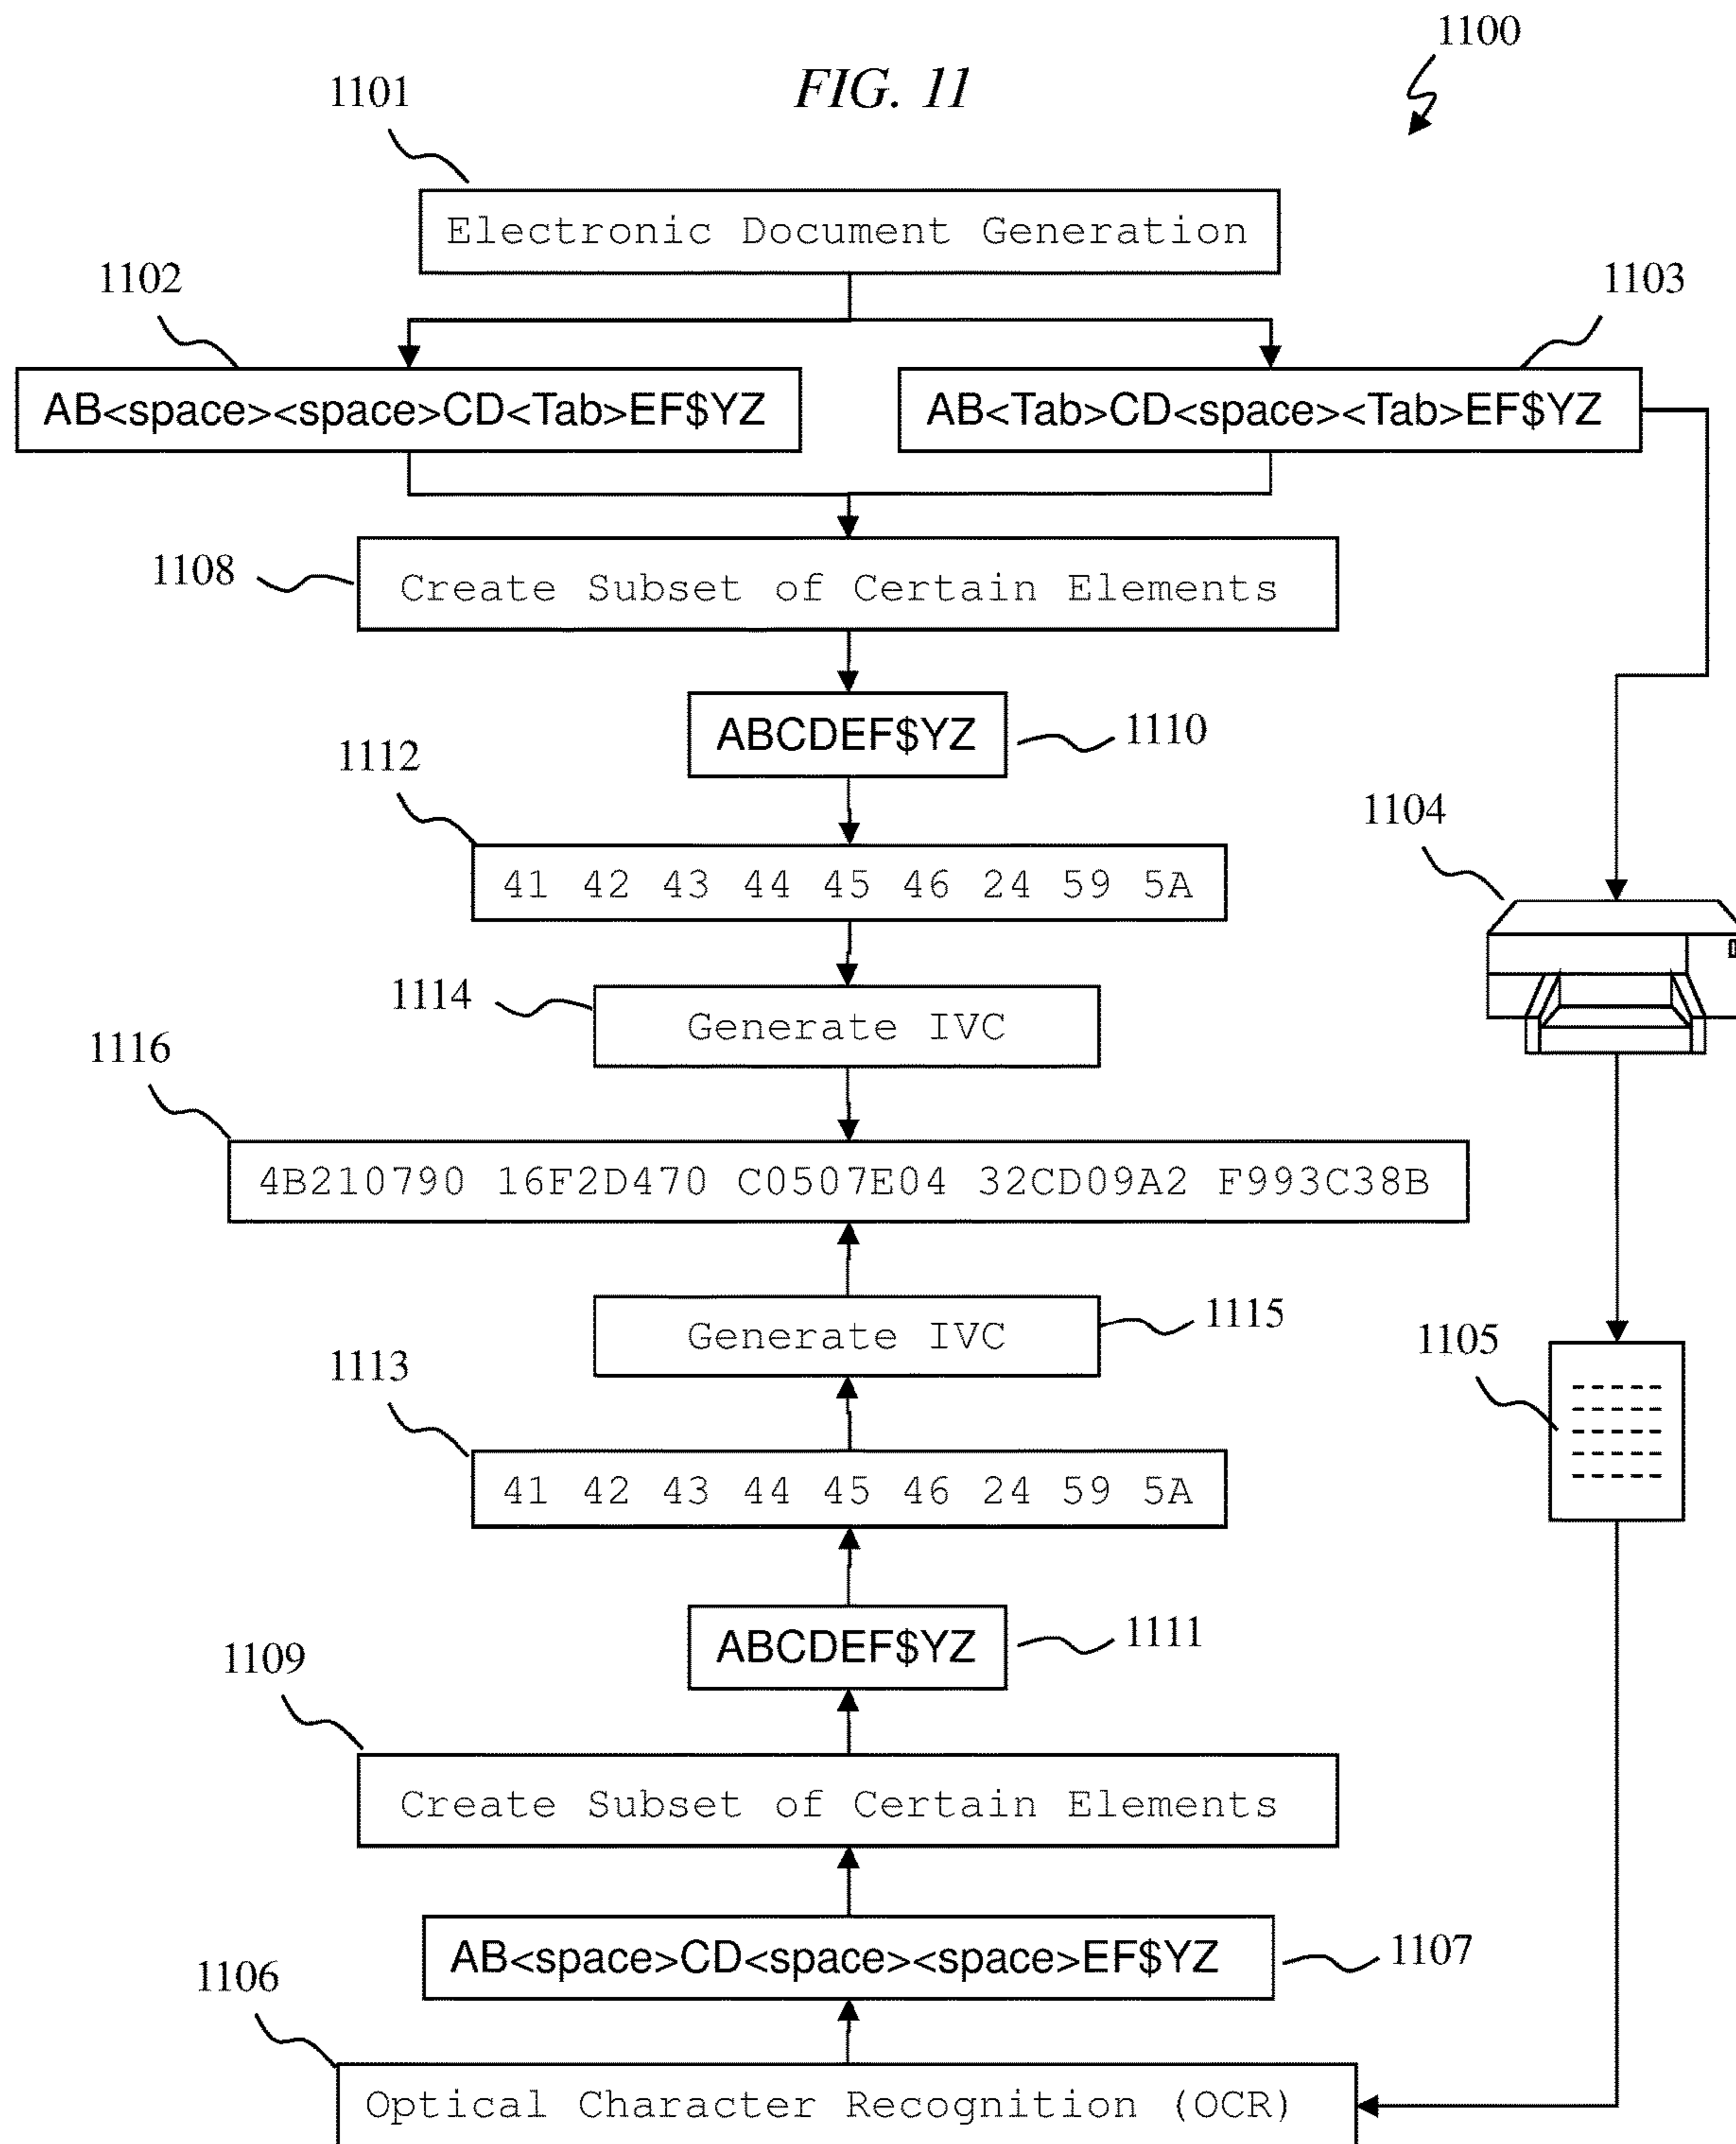 1100
FIG. 11
1101
Electronic Document Generation
1102
1103
AB<space><space>CD<Tab>EF$YZ
AB<Tab>CD<space><Tab>EF$YZ
1108
Create Subset of Certain Elements
ABCDEF$YZ
1110
1112
1104
41 42 43 44 45 46 24 59 5A
1114
Generate IVC
1116
4B210790 16F2D470 C0507E04 32CD09A2 F993C38B
Generate IVC
1115
1105
1113
41 42 43 44 45 46 24 59 5A
ABCDEF$YZ
1111
1109
Create Subset of Certain Elements
AB<space>CD<space><space>EF$YZ
1107
1106
Optical Character Recognition (OCR)